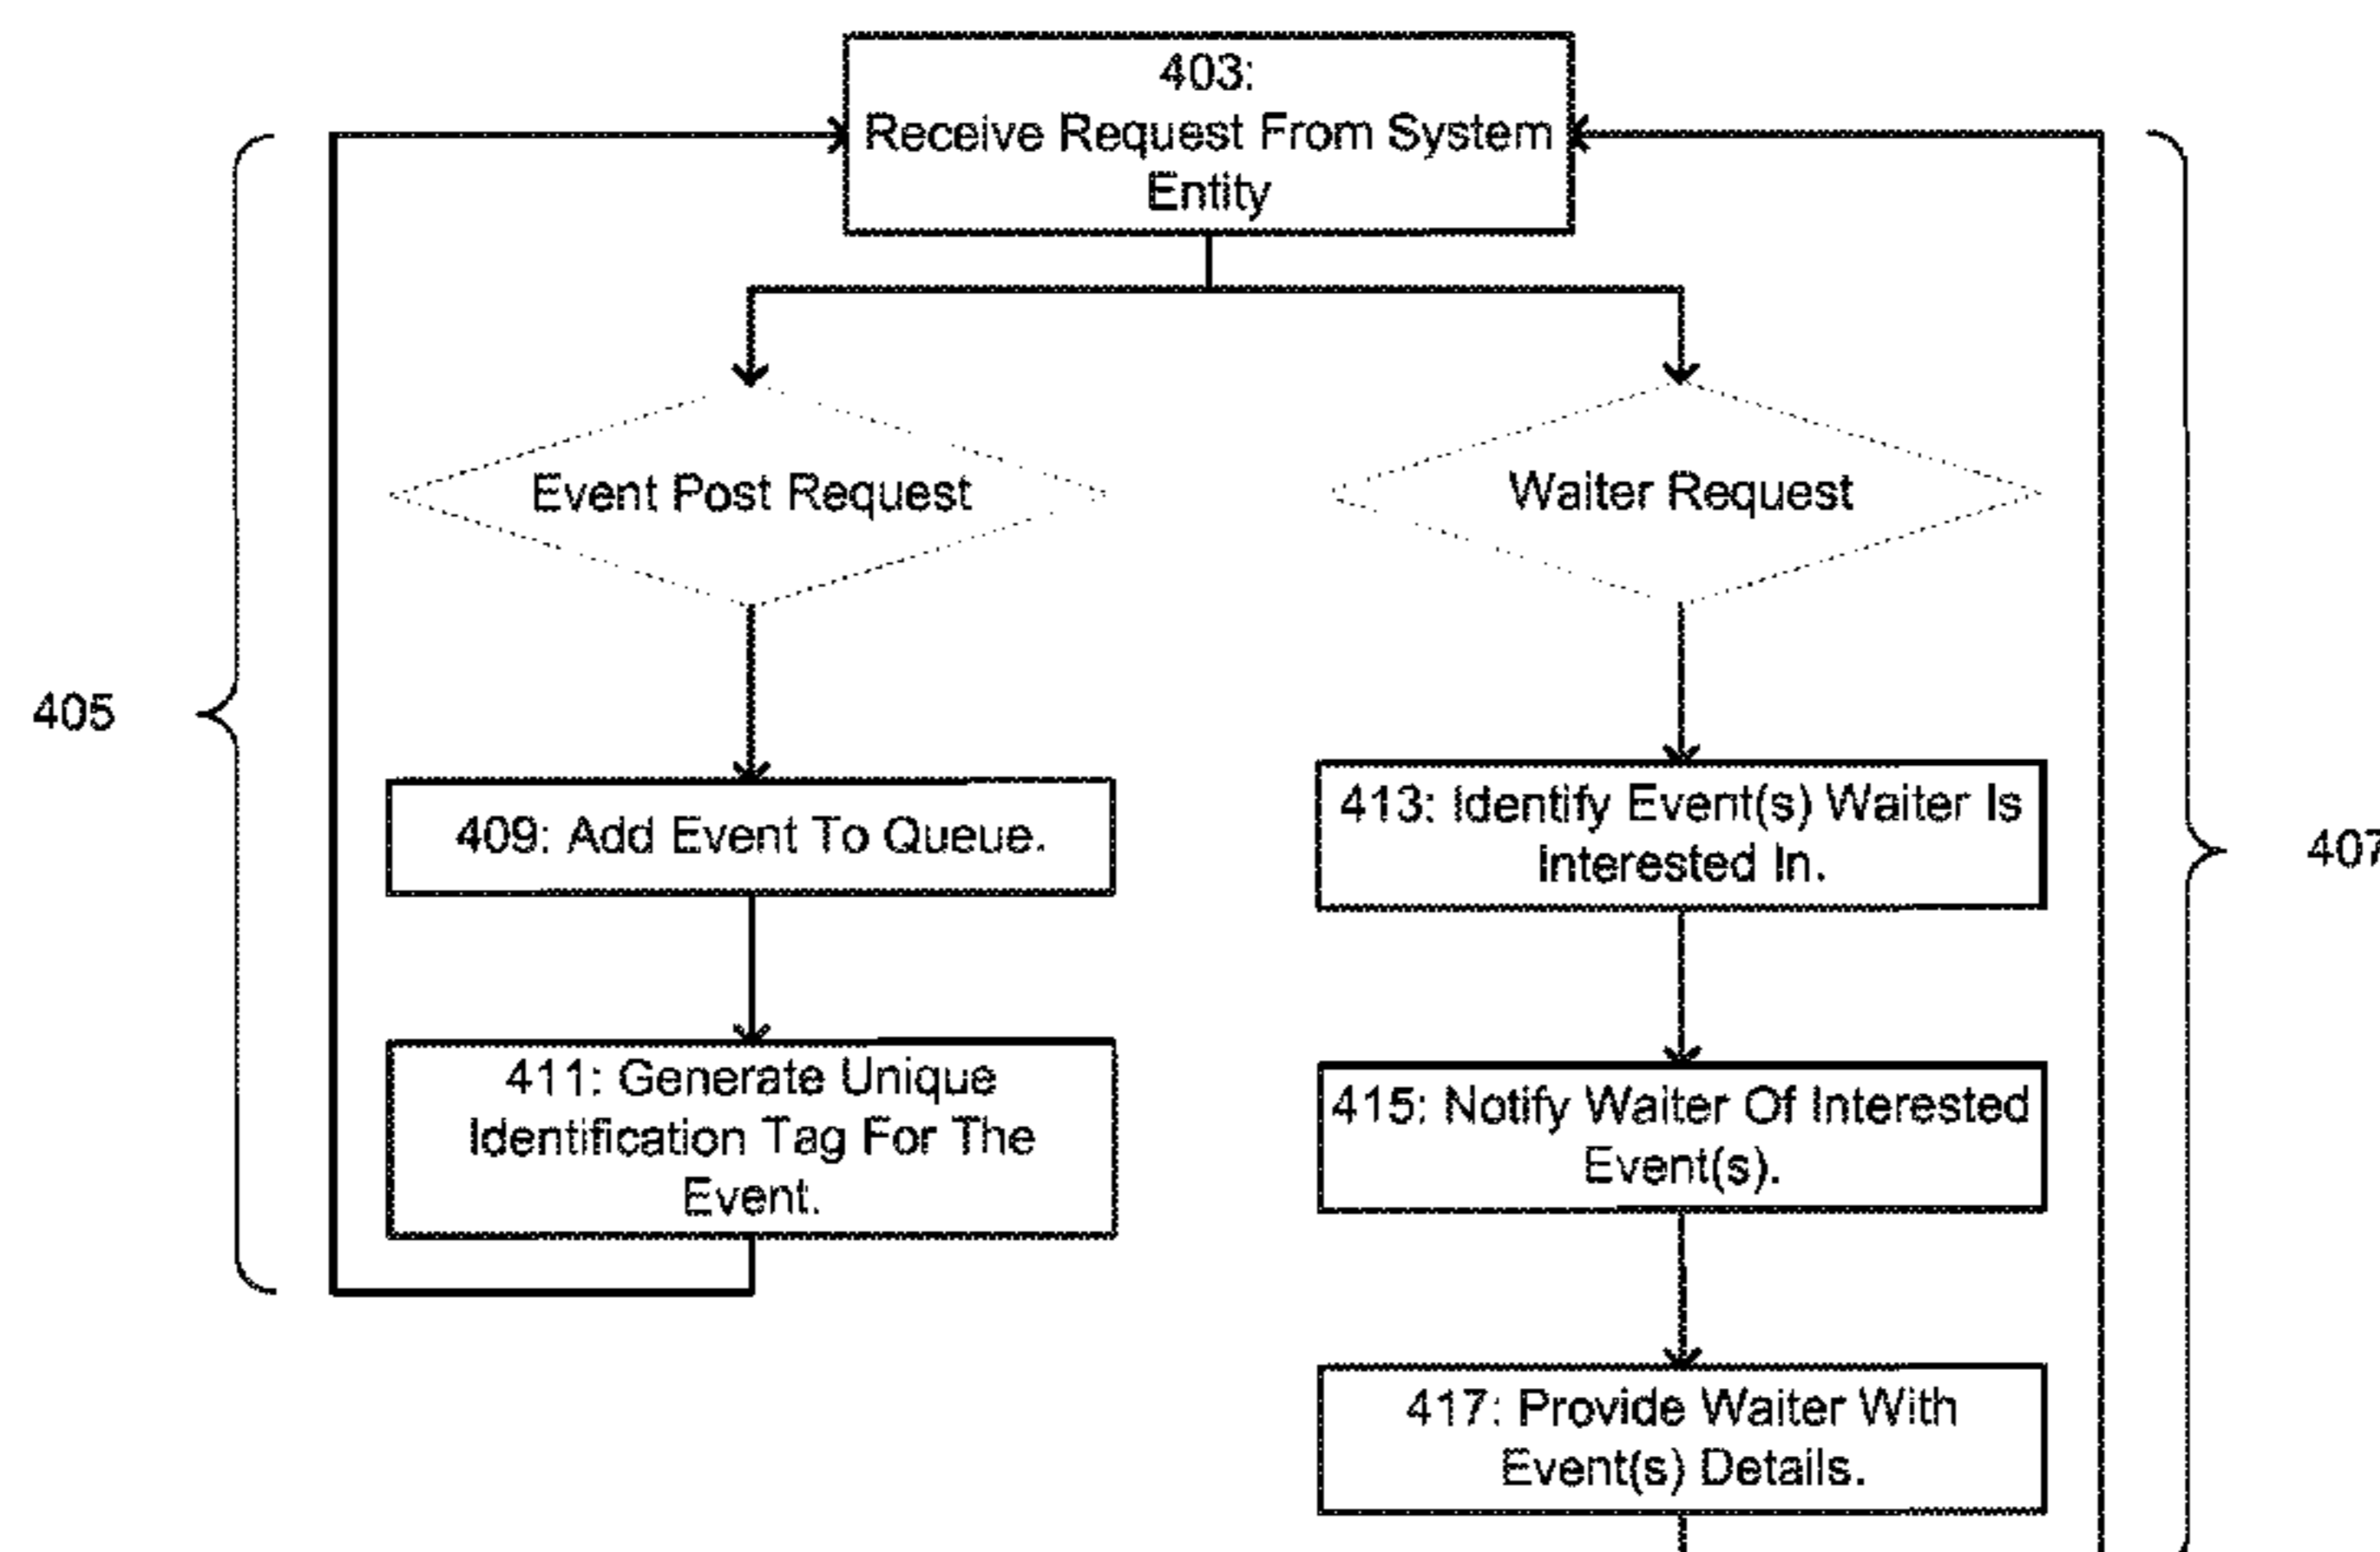 403:
Receive Request From System
Entity
Event Post Request
Waiter Request
405
409: Add Event To Queue.
413: Identify Event(s) Waiter Is
Interested In.
407
411: Generate Unique
Identification Tag For The
Event.
415: Notify Waiter Of Interested
Event(s).
417: Provide Waiter With
Event(s) Details.